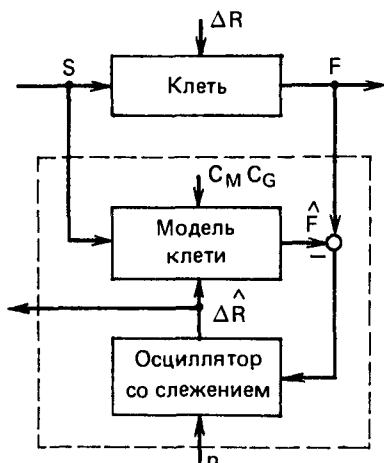 ΔR
S
F
Клеть
C_M C_G
Модель
клети
F̂
−
ΔR̂
Осциллятор
со слежением
n